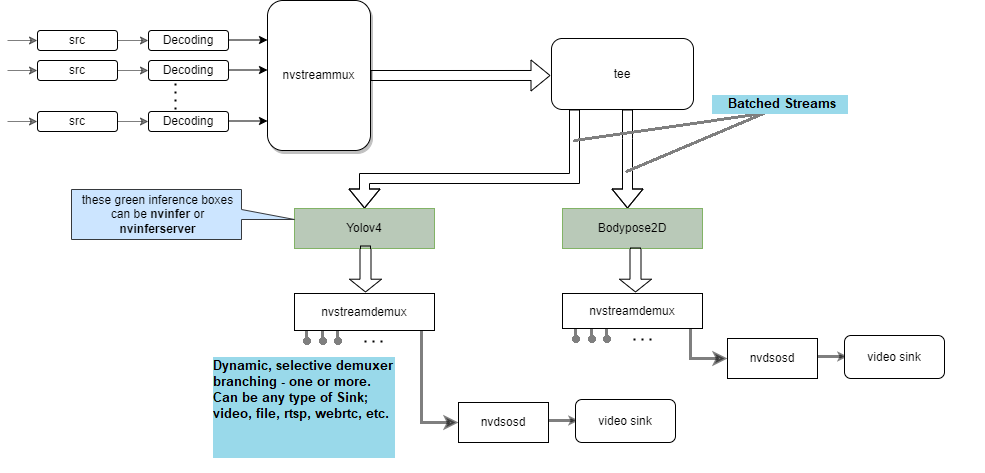 src
Decoding
src
Decoding
src
Decoding
nvstreammux
tee
Batched Streams
these green inference boxes
can be nvinfer or
nvinferserver
Yolov4
Bodypose2D
nvstreamdemux
...
nvstreamdemux
...
Dynamic, selective demuxer
branching - one or more.
Can be any type of Sink;
video, file, rtsp, webrtc, etc.
nvdsosd
video sink
nvdsosd
video sink